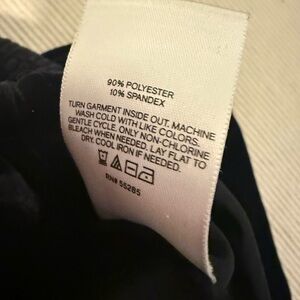 90% POLYESTER
10% SPANDEX
TURN GARMENT INSIDE OUT. MACHINE
WASH COLD WITH LIKE COLORS.
GENTLE CYCLE. ONLY NON-CHLORINE
BLEACH WHEN NEEDED. LAY FLAT TO
DRY. COOL IRON IF NEEDED.
RN# 55285